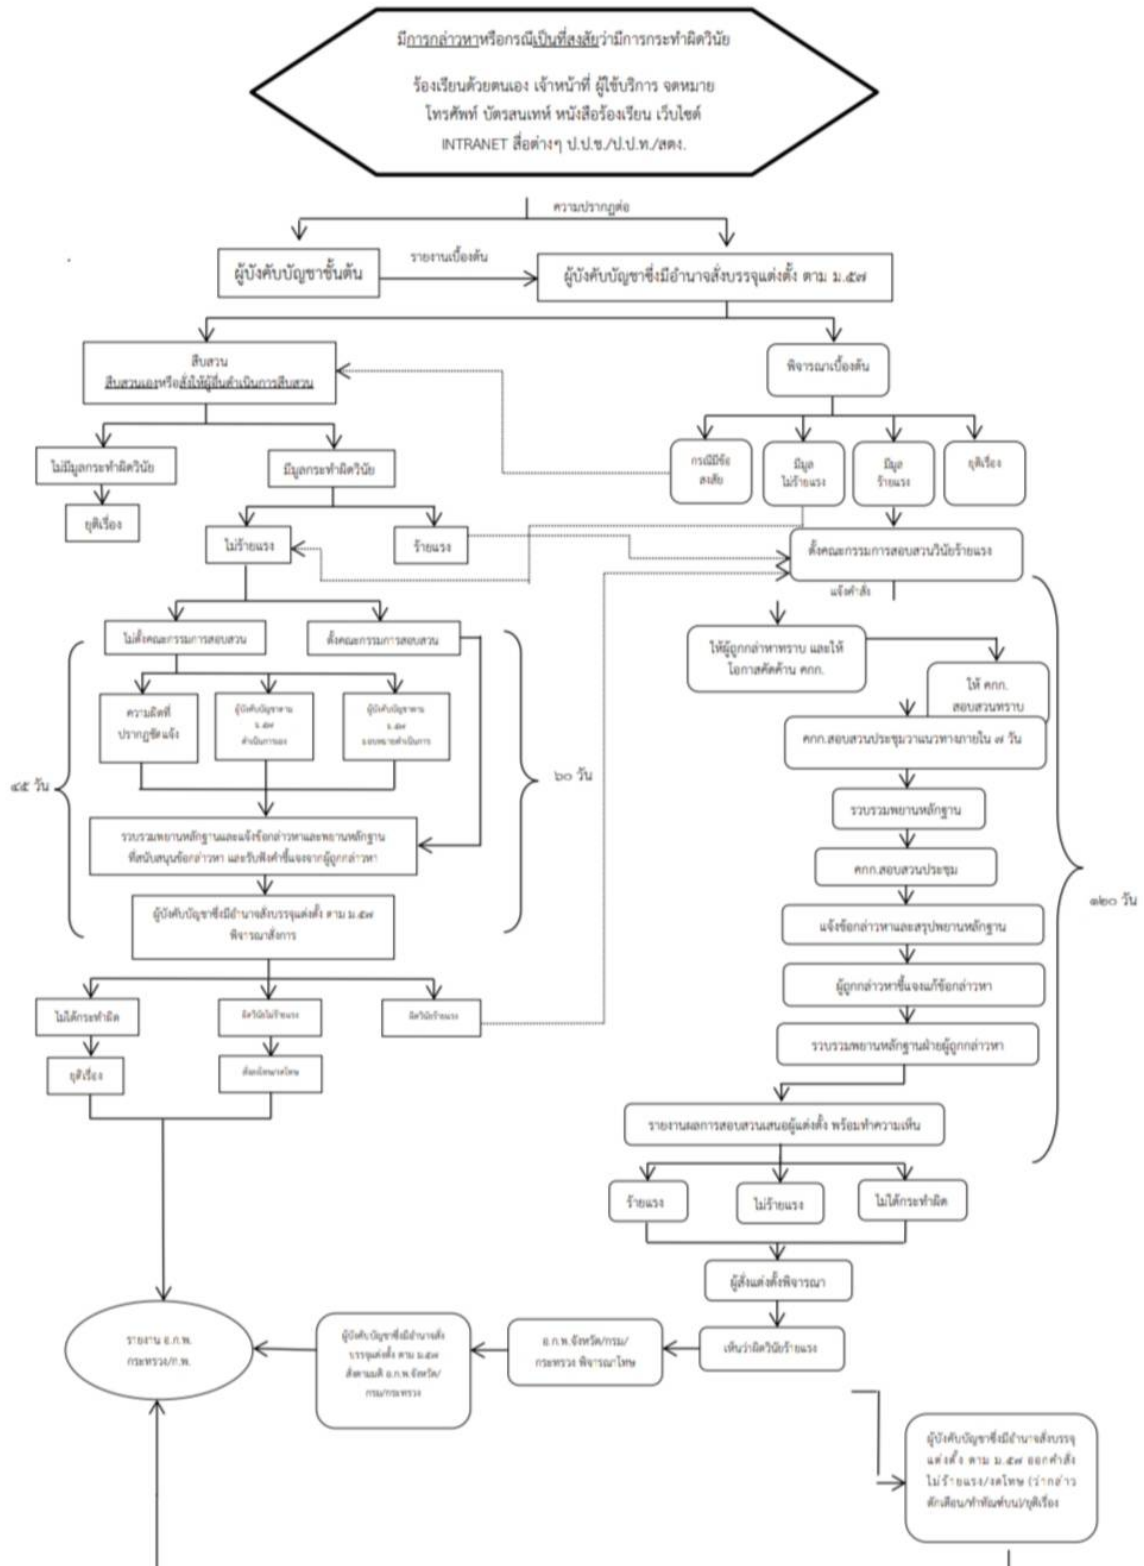 มีการกล่าวหาหรือกรณีเป็นที่สงสัยว่ามีการกระทำผิดวินัย
ร้องเรียนด้วยตนเอง เจ้าหน้าที่ ผู้ใช้บริการ จดหมาย
โทรศัพท์ บัตรสนเทห์ หนังสือร้องเรียน เว็บไซต์
INTRANET สื่อต่างๆ ป.ป.ช./ป.ป.ท./สตง.
ความปรากฏต่อ
ผู้บังคับบัญชาชั้นต้น
รายงานเบื้องต้น
ผู้บังคับบัญชาซึ่งมีอำนาจสั่งบรรจุแต่งตั้ง ตาม ม.๕๗
สืบสวน
สืบสวนเองหรือสั่งให้ผู้อื่นดำเนินการสืบสวน
พิจารณาเบื้องต้น
ไม่มีมูลกระทำผิดวินัย
มีมูลกระทำผิดวินัย
กรณีมีข้อ
สงสัย
มีมูล
ไม่ร้ายแรง
มีมูล
ร้ายแรง
ยุติเรื่อง
ยุติเรื่อง
ไม่ร้ายแรง
ร้ายแรง
ตั้งคณะกรรมการสอบสวนวินัยร้ายแรง
แจ้งคำสั่ง
ไม่ตั้งคณะกรรมการสอบสวน
ตั้งคณะกรรมการสอบสวน
ให้ผู้ถูกกล่าหาทราบ และให้
โอกาสคัดค้าน คกก.
ให้ คกก.
สอบสวนทราบ
ความผิดที่
ปรากฏชัดแจ้ง
ผู้บังคับบัญชาตาม
ม.๕๗
ดำเนินการเอง
ผู้บังคับบัญชาตาม
ม.๕๗
มอบหมายดำเนินการ
คกก.สอบสวนประชุมวาแนวทางภายใน ๗ วัน
๔๕ วัน
๖๐ วัน
รวบรวมพยานหลักฐาน
รวบรวมพยานหลักฐานและแจ้งข้อกล่าวหาและพยานหลักฐาน
ที่สนับสนุนข้อกล่าวหา และรับฟังคำชี้แจงจากผู้ถูกกล่าวหา
คกก.สอบสวนประชุม
๑๒๐ วัน
ผู้บังคับบัญชาซึ่งมีอำนาจสั่งบรรจุแต่งตั้ง ตาม ม.๕๗
พิจารณาสั่งการ
แจ้งข้อกล่าวหาและสรุปพยานหลักฐาน
ผู้ถูกกล่าวหาชี้แจงแก้ข้อกล่าวหา
ไม่ได้กระทำผิด
ผิดวินัยไม่ร้ายแรง
ผิดวินัยร้ายแรง
รวบรวมพยานหลักฐานฝ่ายผู้ถูกกล่าวหา
ยุติเรื่อง
รายงานผลการสอบสวนเสนอผู้แต่งตั้ง พร้อมทำความเห็น
ร้ายแรง
ไม่ร้ายแรง
ไม่ได้กระทำผิด
ผู้สั่งแต่งตั้งพิจารณา
รายงาน อ.ก.พ.
กระทรวง/ก.พ.
ผู้บังคับบัญชาซึ่งมีอำนาจสั่ง
บรรจุแต่งตั้ง ตาม ม.๕๗
สั่งตามมติ อ.ก.พ.จังหวัด/
กรม/กระทรวง
อ.ก.พ.จังหวัด/กรม/
กระทรวง พิจารณาโทษ
เห็นว่าผิดวินัยร้ายแรง
ผู้บังคับบัญชาซึ่งมีอำนาจสั่งบรรจุ
แต่งตั้ง ตาม ม.๕๗ ออกคำสั่ง
ไม่ร้ายแรง/งดโทษ (ว่ากล่าว
ตักเตือน/ทำทัณฑ์บน)/ยุติเรื่อง